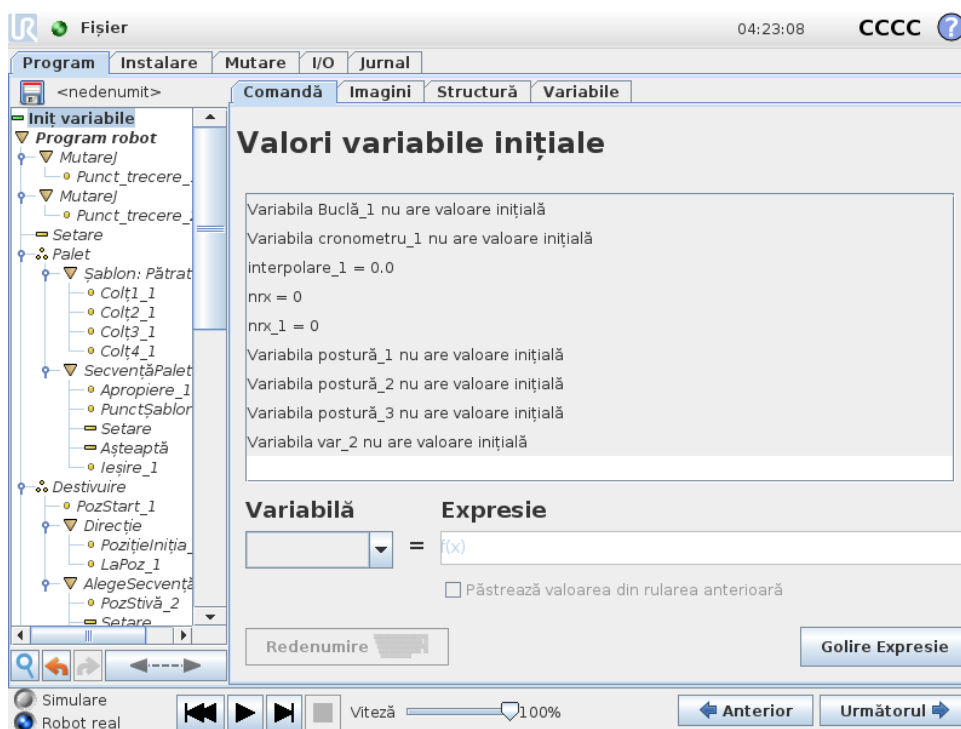 Fișier
04:23:08
CCCC
?
Program Instalare Mutare I/O Jurnal
<nedenumit>
Comandă Imagini Structură Variabile
Iniț variabile
Program robot
MutareJ
Punct_trecere_
MutareJ
Punct_trecere_
Setare
Palet
Șablon: Pătrat
Colț1_1
Colț2_1
Colț3_1
Colț4_1
SecvențăPalet
Apropiere_1
PunctȘablon
Setare
Așteaptă
Ieșire_1
Destivuire
PozStart_1
Direcție
PozițieIniția_
LaPoz_1
AlegeSecvență
PozStivă_2
Setare
Valori variabile inițiale
Variabila Buclă_1 nu are valoare inițială
Variabila cronometru_1 nu are valoare inițială
interpolare_1 = 0.0
nrx = 0
nrx_1 = 0
Variabila postură_1 nu are valoare inițială
Variabila postură_2 nu are valoare inițială
Variabila postură_3 nu are valoare inițială
Variabila var_2 nu are valoare inițială
Variabilă Expresie
= f(x)
Păstrează valoarea din rularea anterioară
Redenumire
Golire Expresie
Simulare
Robot real
Viteză 100%
Anterior Următorul